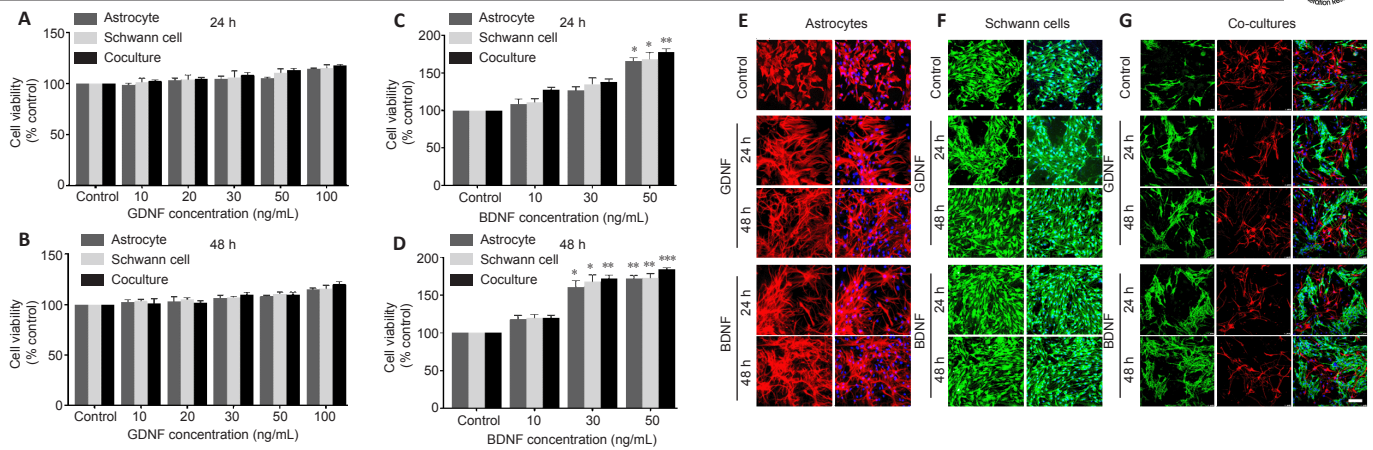 A
24 h
Astrocyte
Schwann cell
Coculture
Cell viability
(% control)
150
100
50
0
Control 10 20 30 50 100
GDNF concentration (ng/mL)
B
48 h
Astrocyte
Schwann cell
Coculture
Cell viability
(% control)
150
100
50
0
Control 10 20 30 50 100
GDNF concentration (ng/mL)
C
24 h
Astrocyte
Schwann cell
Coculture
Cell viability
(% control)
200
150
100
50
0
* * **
Control 10 30 50
BDNF concentration (ng/mL)
D
48 h
Astrocyte
Schwann cell
Coculture
Cell viability
(% control)
200
150
100
50
0
* * ** ** ** ***
Control 10 30 50
BDNF concentration (ng/mL)
E
Astrocytes
Control
GDNF
24 h
48 h
BDNF
24 h
48 h
F
Schwann cells
Control
GDNF
24 h
48 h
BDNF
24 h
48 h
G
Co-cultures
Control
GDNF
24 h
48 h
BDNF
24 h
48 h